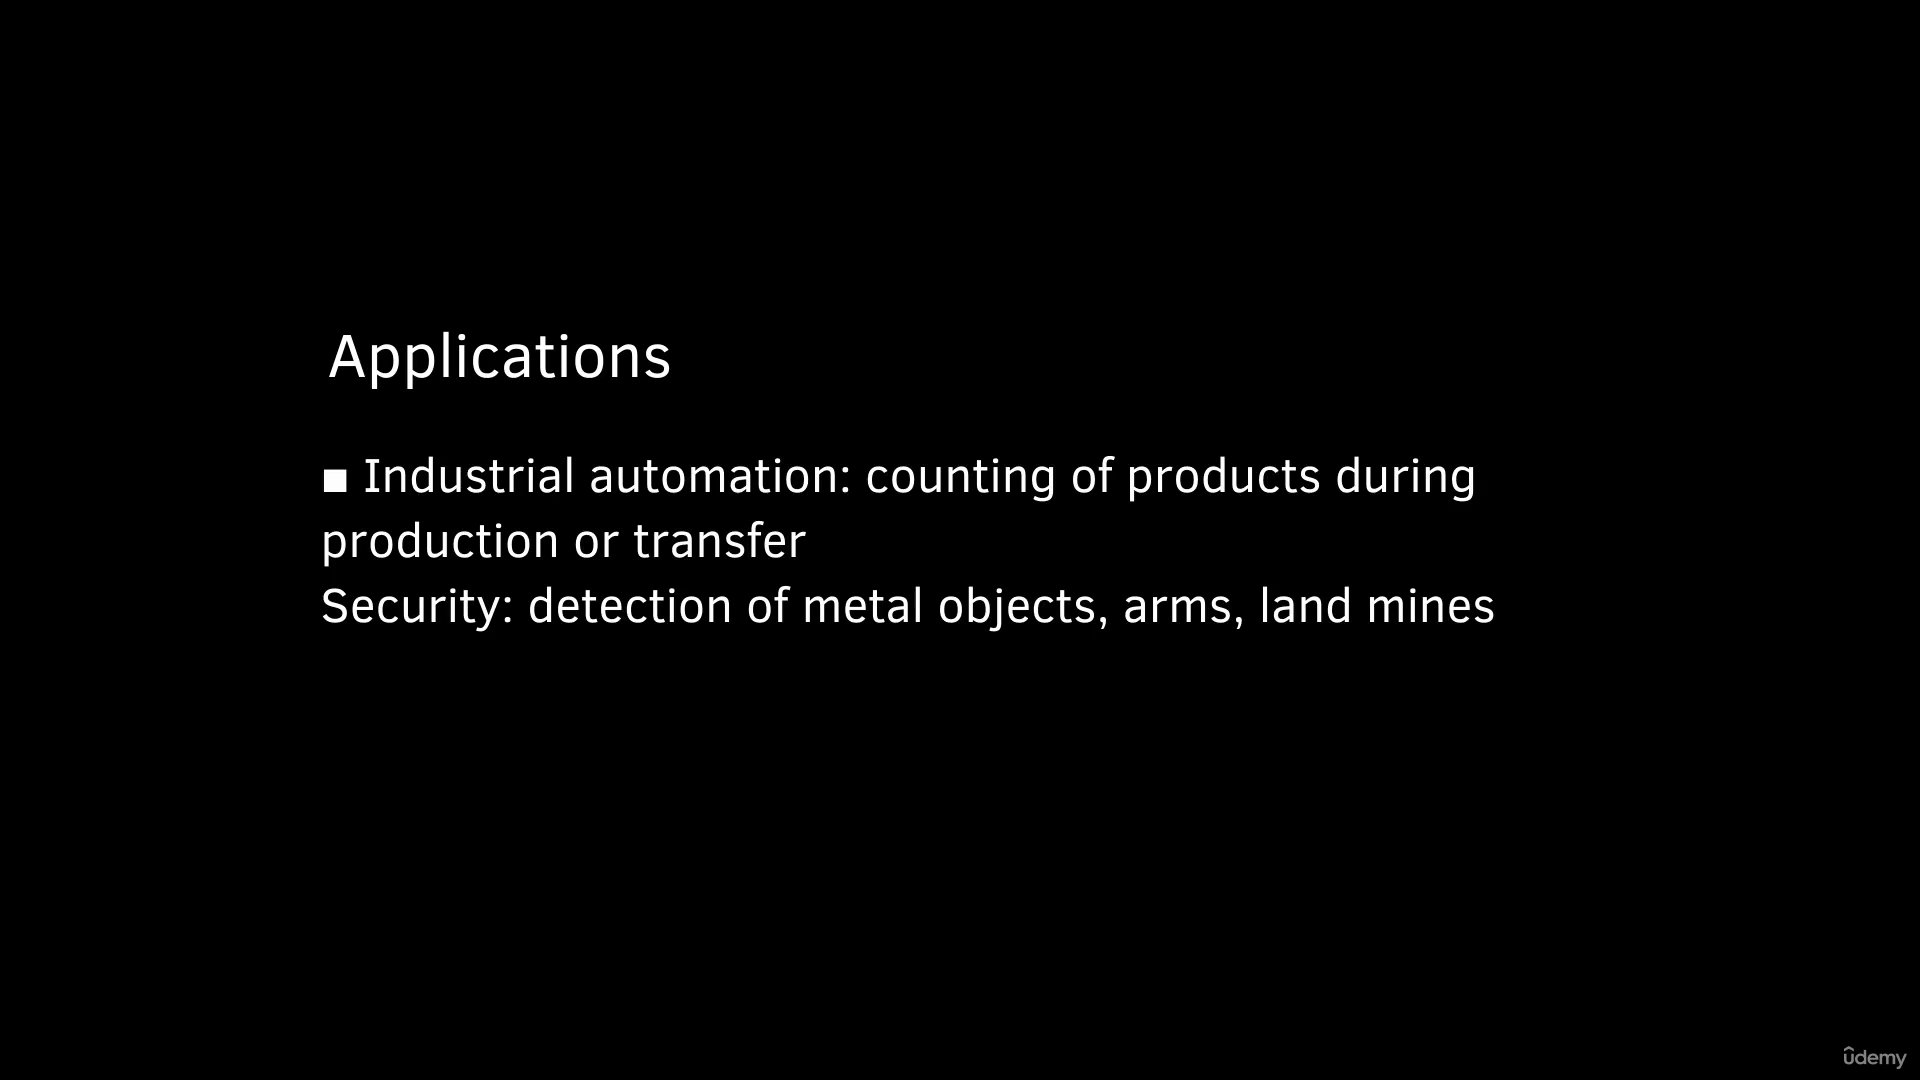 Applications
■ Industrial automation: counting of products during
production or transfer
Security: detection of metal objects, arms, land mines
ûdemy